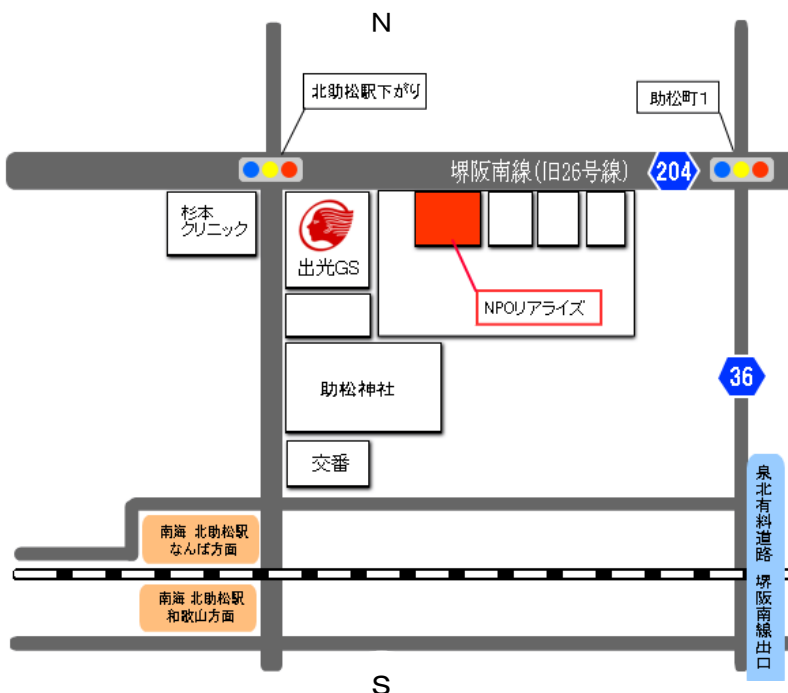 N
北助松駅下がり
助松町1
堺阪南線(旧26号線)
204
杉本
クリニック
出光GS
NPOリアライズ
助松神社
36
交番
泉北有料道路 堺阪南線出口
南海 北助松駅
なんば方面
南海 北助松駅
和歌山方面
S